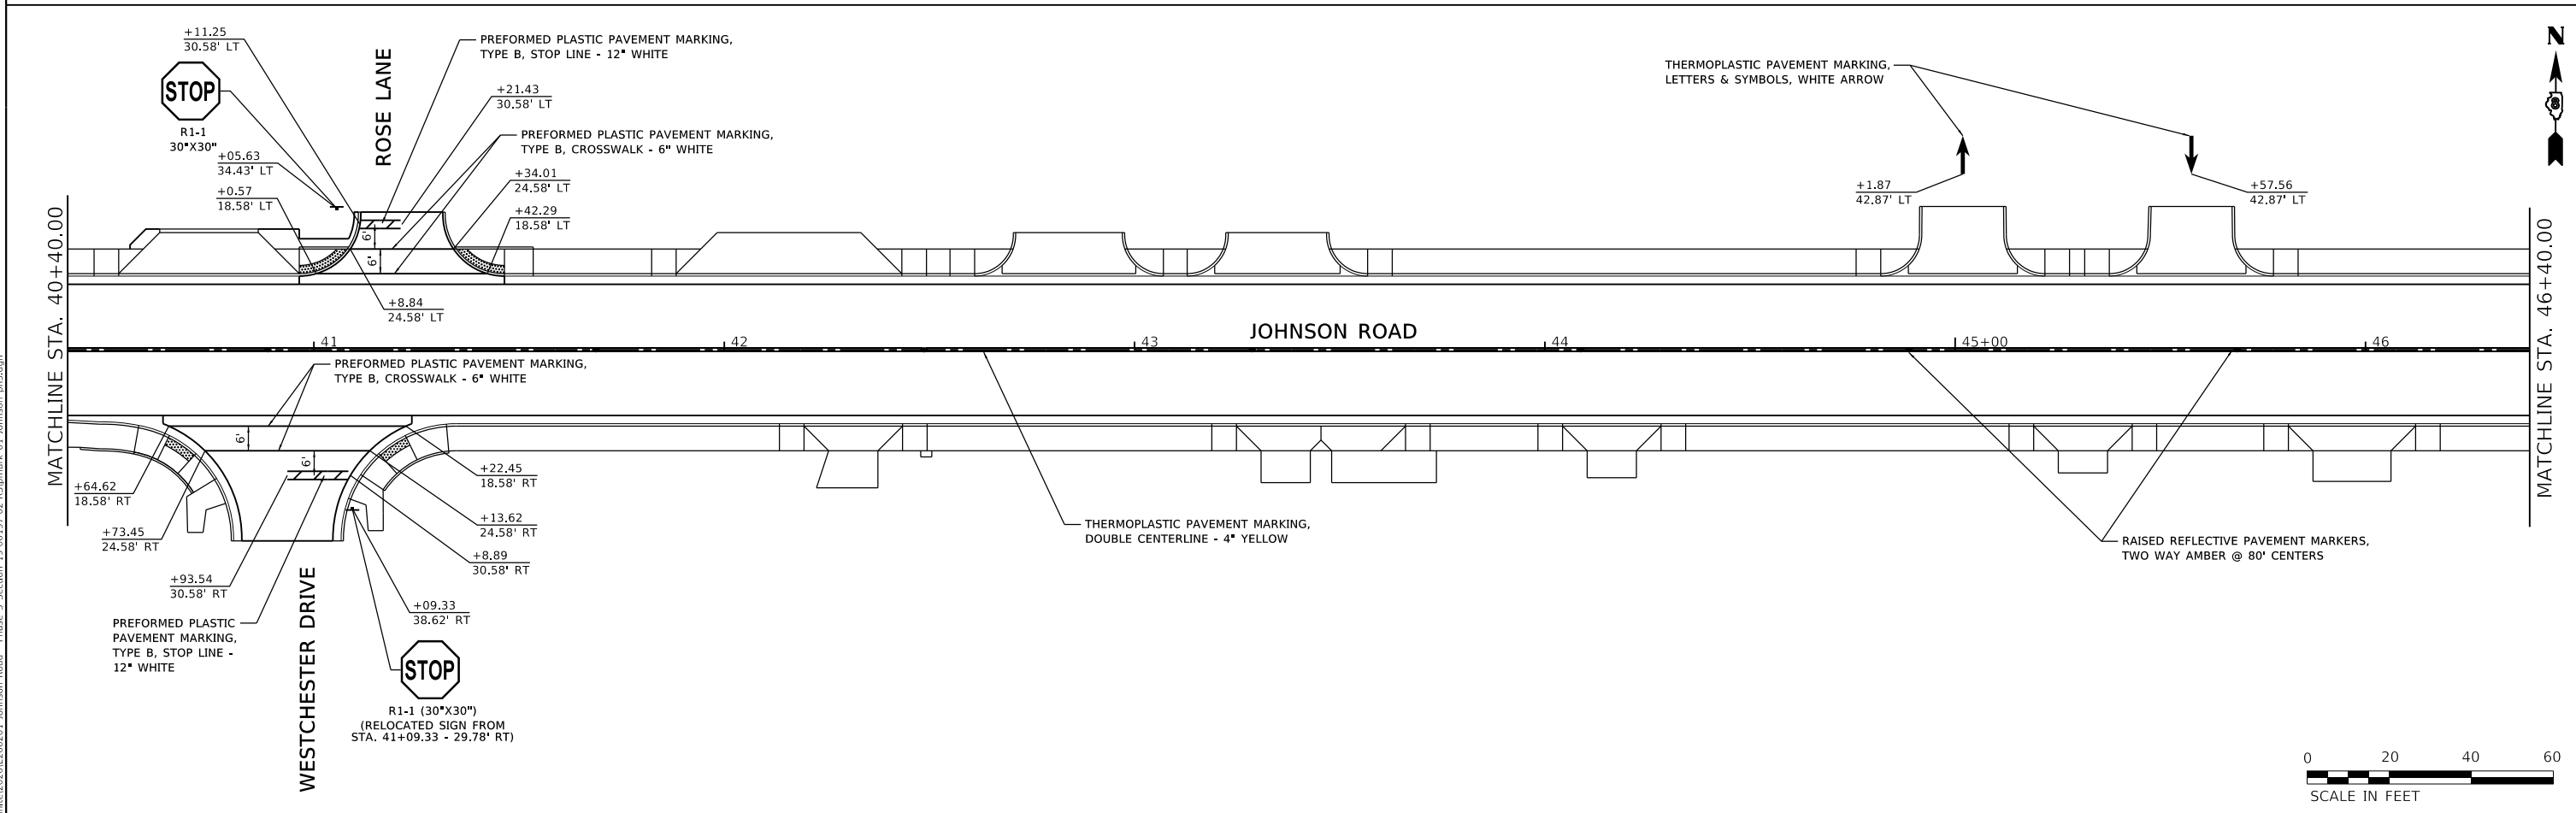 +11.25
30.58' LT
STOP
R1-1
30"X30"
+05.63
34.43' LT
+0.57
18.58' LT
ROSE LANE
PREFORMED PLASTIC PAVEMENT MARKING,
TYPE B, STOP LINE - 12" WHITE
+21.43
30.58' LT
PREFORMED PLASTIC PAVEMENT MARKING,
TYPE B, CROSSWALK - 6" WHITE
+34.01
24.58' LT
+42.29
18.58' LT
6'
6'
+8.84
24.58' LT
THERMOPLASTIC PAVEMENT MARKING,
LETTERS & SYMBOLS, WHITE ARROW
+1.87
42.87' LT
+57.56
42.87' LT
N
MATCHLINE STA. 40+40.00
MATCHLINE STA. 46+40.00
JOHNSON ROAD
41
42
43
44
45+00
46
PREFORMED PLASTIC PAVEMENT MARKING,
TYPE B, CROSSWALK - 6" WHITE
6'
6'
+64.62
18.58' RT
+73.45
24.58' RT
+93.54
30.58' RT
PREFORMED PLASTIC
PAVEMENT MARKING,
TYPE B, STOP LINE -
12" WHITE
WESTCHESTER DRIVE
+22.45
18.58' RT
+13.62
24.58' RT
+8.89
30.58' RT
+09.33
38.62' RT
STOP
R1-1 (30"X30")
(RELOCATED SIGN FROM
STA. 41+09.33 - 29.78' RT)
THERMOPLASTIC PAVEMENT MARKING,
DOUBLE CENTERLINE - 4" YELLOW
RAISED REFLECTIVE PAVEMENT MARKERS,
TWO WAY AMBER @ 80' CENTERS
0 20 40 60
SCALE IN FEET